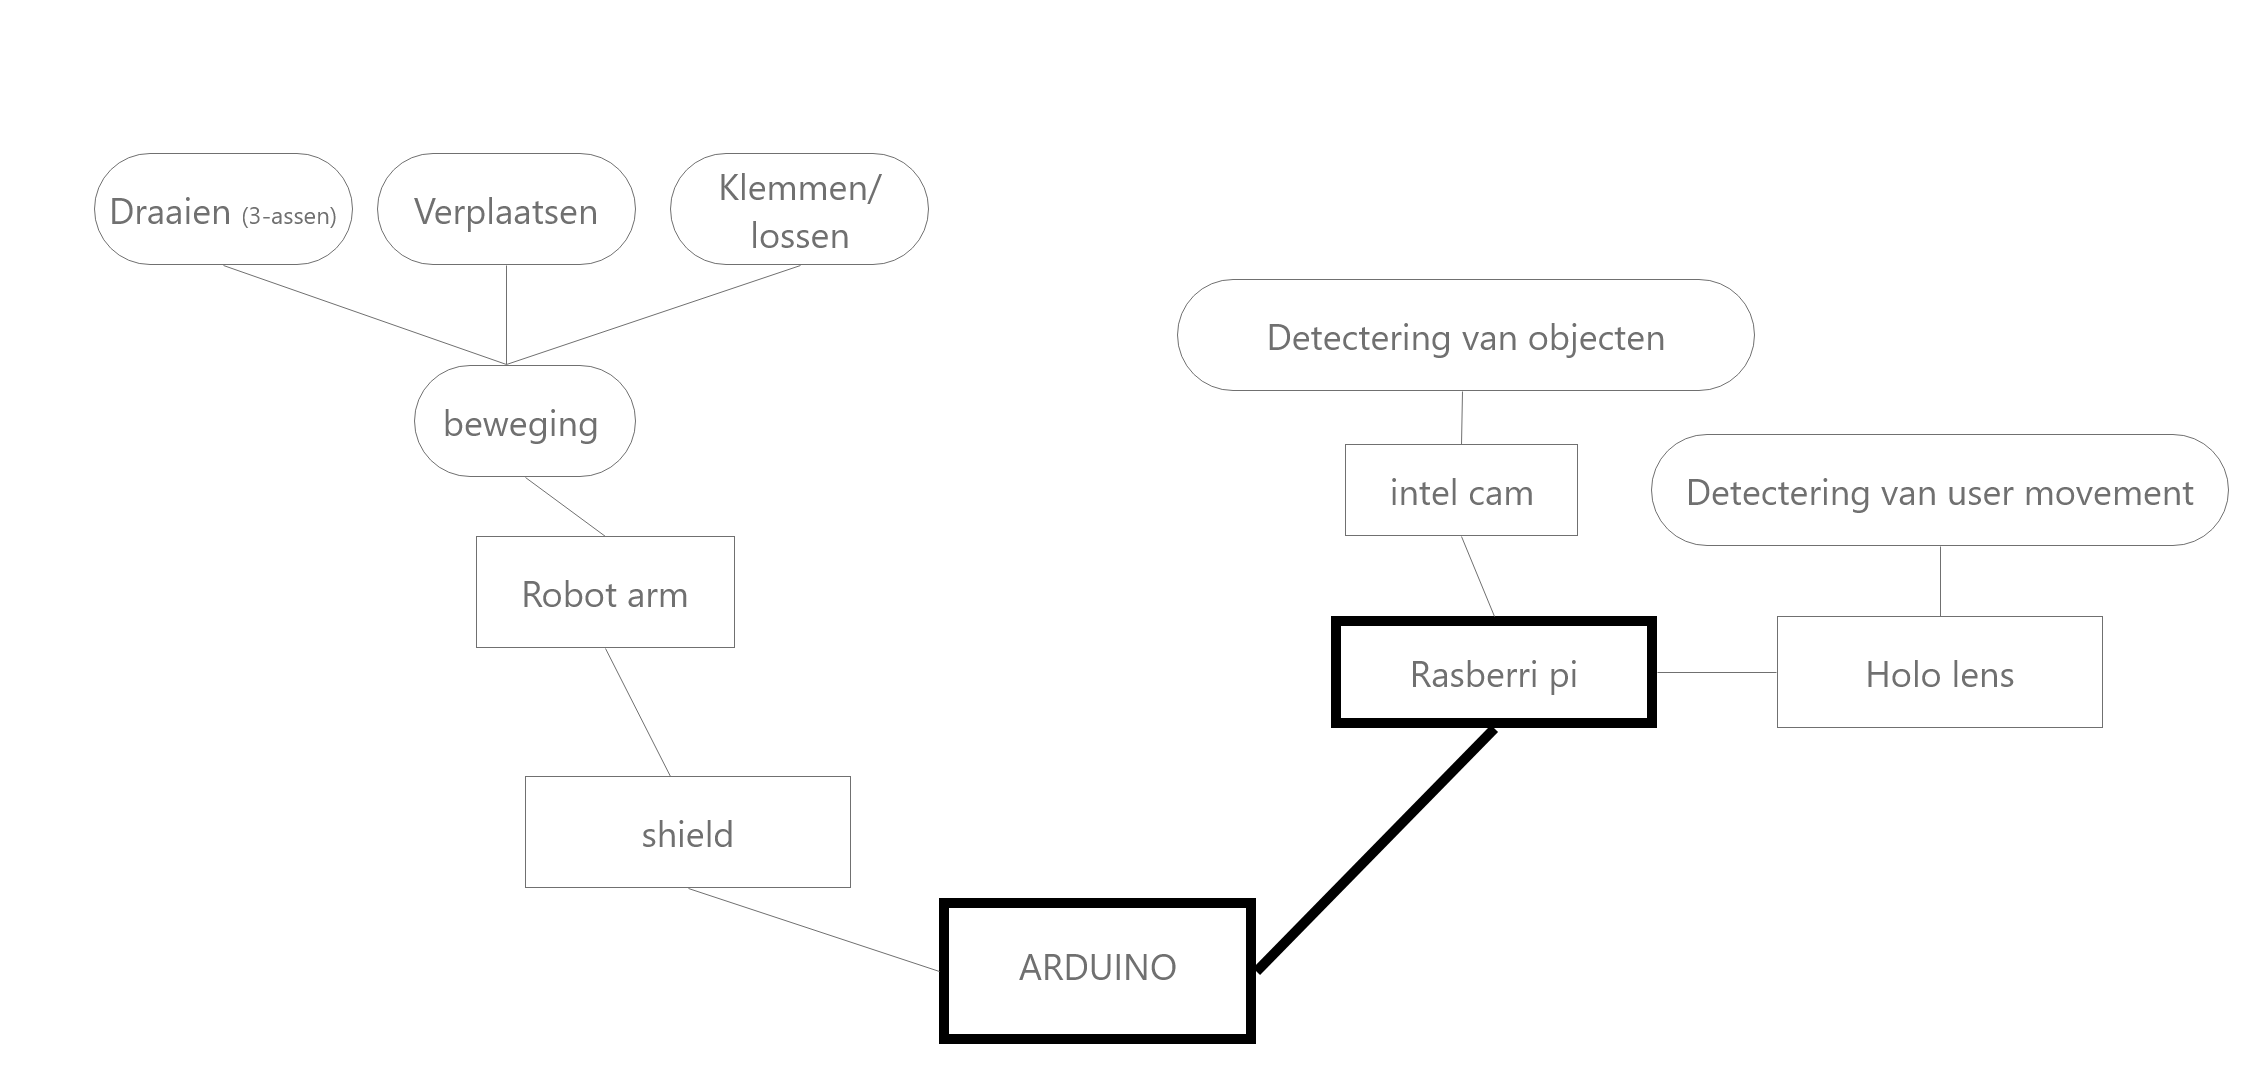 Draaien (3-assen)
Verplaatsen
Klemmen/
lossen
beweging
Robot arm
shield
ARDUINO
Detectering van objecten
intel cam
Detectering van user movement
Rasberri pi
Holo lens